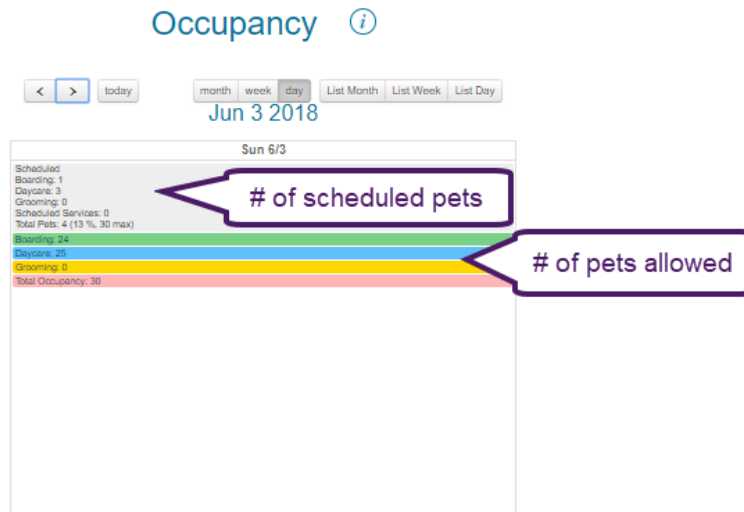 Occupancy i
< > today month week day List Month List Week List Day
Jun 3 2018
Sun 6/3
Scheduled
Boarding: 1
Daycare: 3
Grooming: 0
Scheduled Services: 0
Total Pets: 4 (13 %, 30 max)
# of scheduled pets
Boarding: 24
Daycare: 25
Grooming: 0
Total Occupancy: 30
# of pets allowed